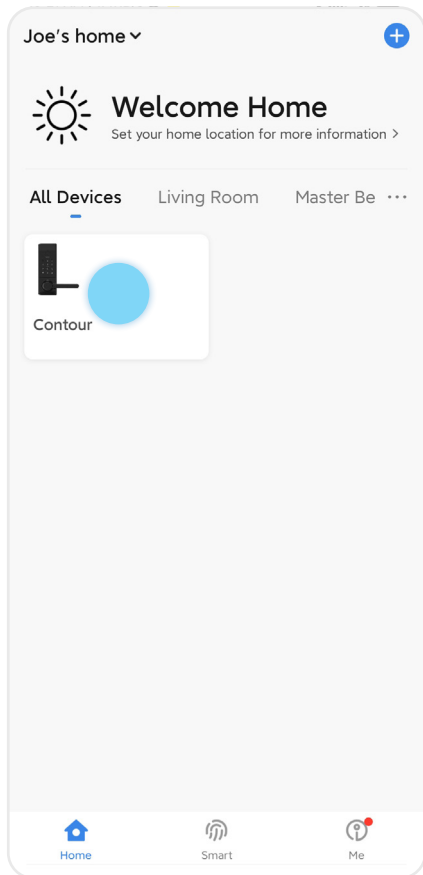 Joe's home
Welcome Home
Set your home location for more information >
All Devices Living Room Master Be ...
Contour
Home Smart Me